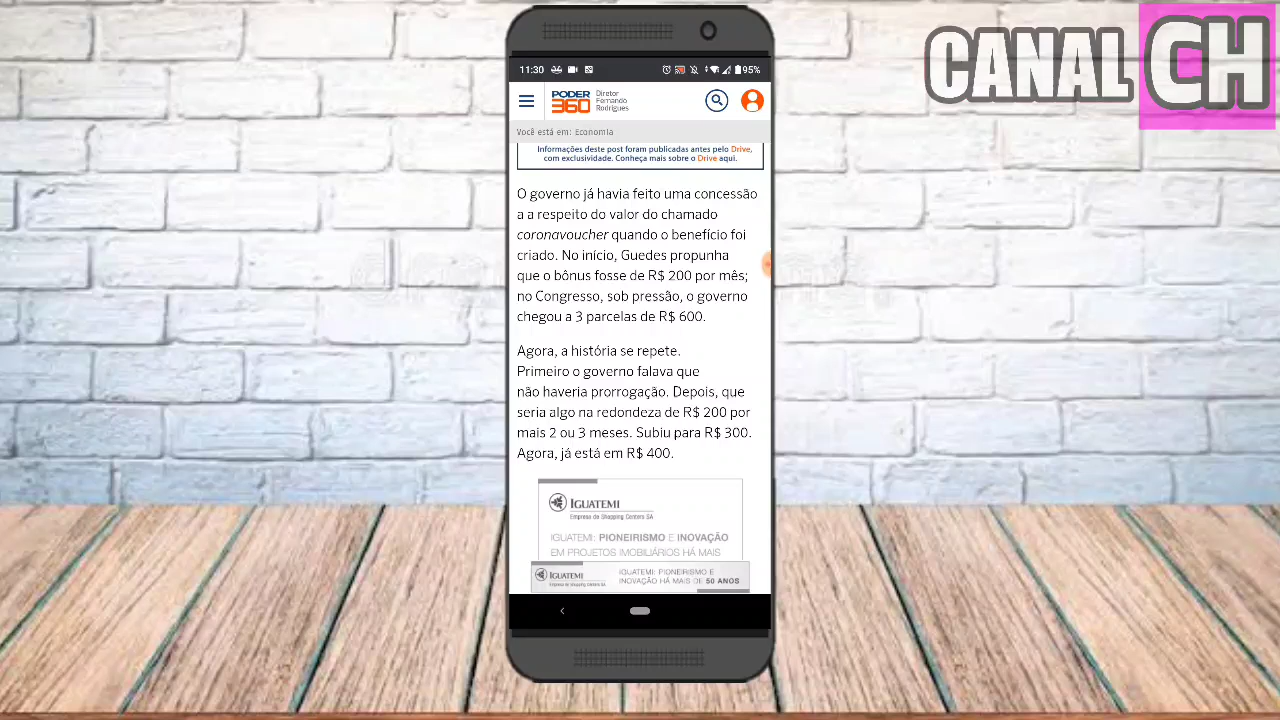 CANAL CH
11:30
95%
PODER
360
Diretor
Fernando
Rodrigues
Você está em: Economia
Informações deste post foram publicadas antes pelo Drive,
com exclusividade. Conheça mais sobre o Drive aqui.
O governo já havia feito uma concessão
a a respeito do valor do chamado
coronavoucher quando o benefício foi
criado. No início, Guedes propunha
que o bônus fosse de R$ 200 por mês;
no Congresso, sob pressão, o governo
chegou a 3 parcelas de R$ 600.
Agora, a história se repete.
Primeiro o governo falava que
não haveria prorrogação. Depois, que
seria algo na redondeza de R$ 200 por
mais 2 ou 3 meses. Subiu para R$ 300.
Agora, já está em R$ 400.
IGUATEMI
Empresa de Shopping Centers SA
IGUATEMI: PIONEIRISMO E INOVAÇÃO
EM PROJETOS IMOBILIÁRIOS HÁ MAIS
IGUATEMI
Empresa de Shopping Centers SA
IGUATEMI: PIONEIRISMO E
INOVAÇÃO HÁ MAIS DE 50 ANOS